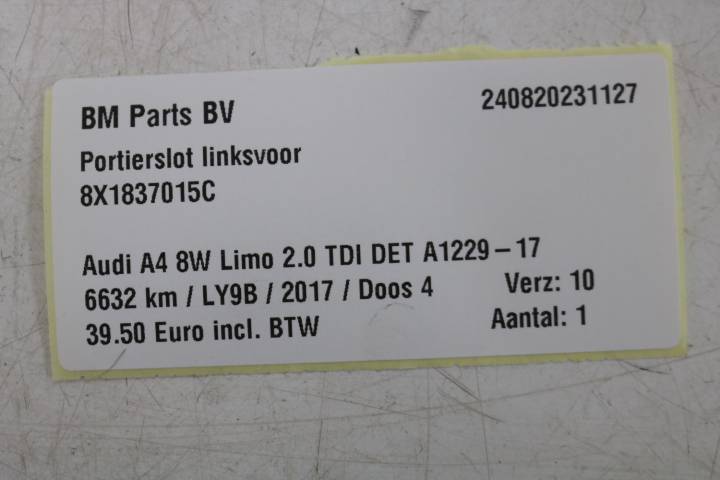 BM Parts BV 240820231127
Portierslot linksvoor
8X1837015C
Audi A4 8W Limo 2.0 TDI DET A1229-17
6632 km / LY9B / 2017 / Doos 4 Verz: 10
39.50 Euro incl. BTW Aantal: 1